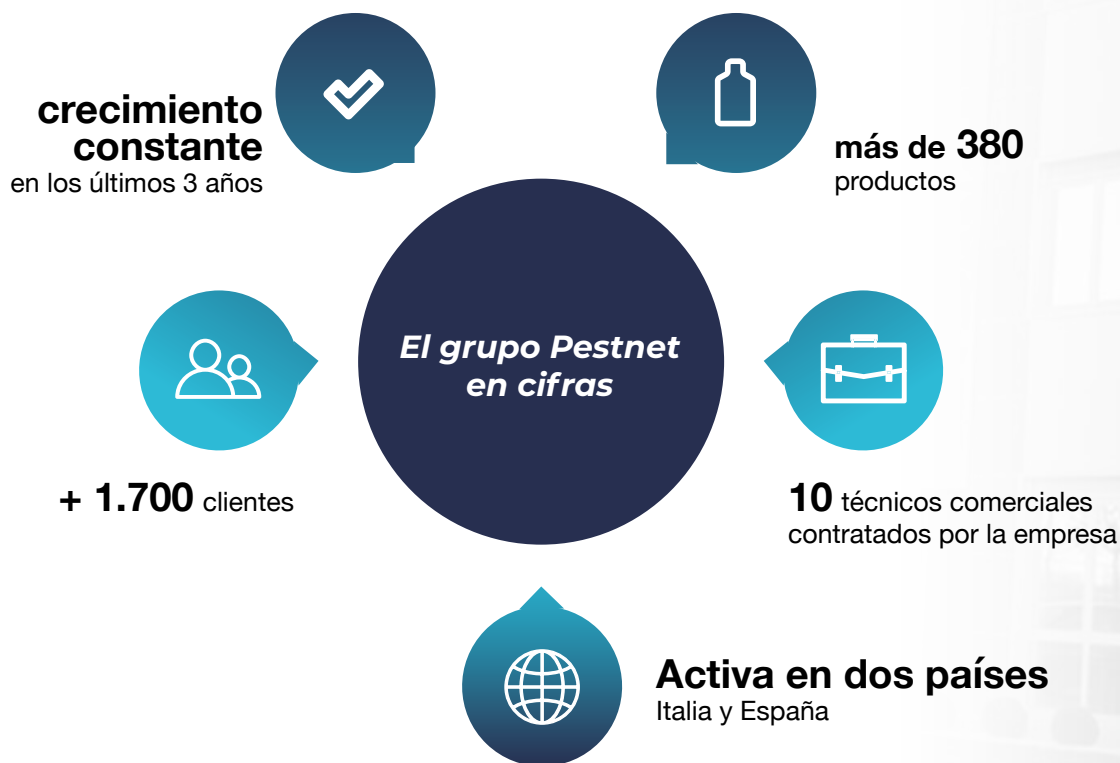 crecimiento
constante
en los últimos 3 años
más de 380
productos
El grupo Pestnet
en cifras
+ 1.700 clientes
10 técnicos comerciales
contratados por la empresa
Activa en dos países
Italia y España